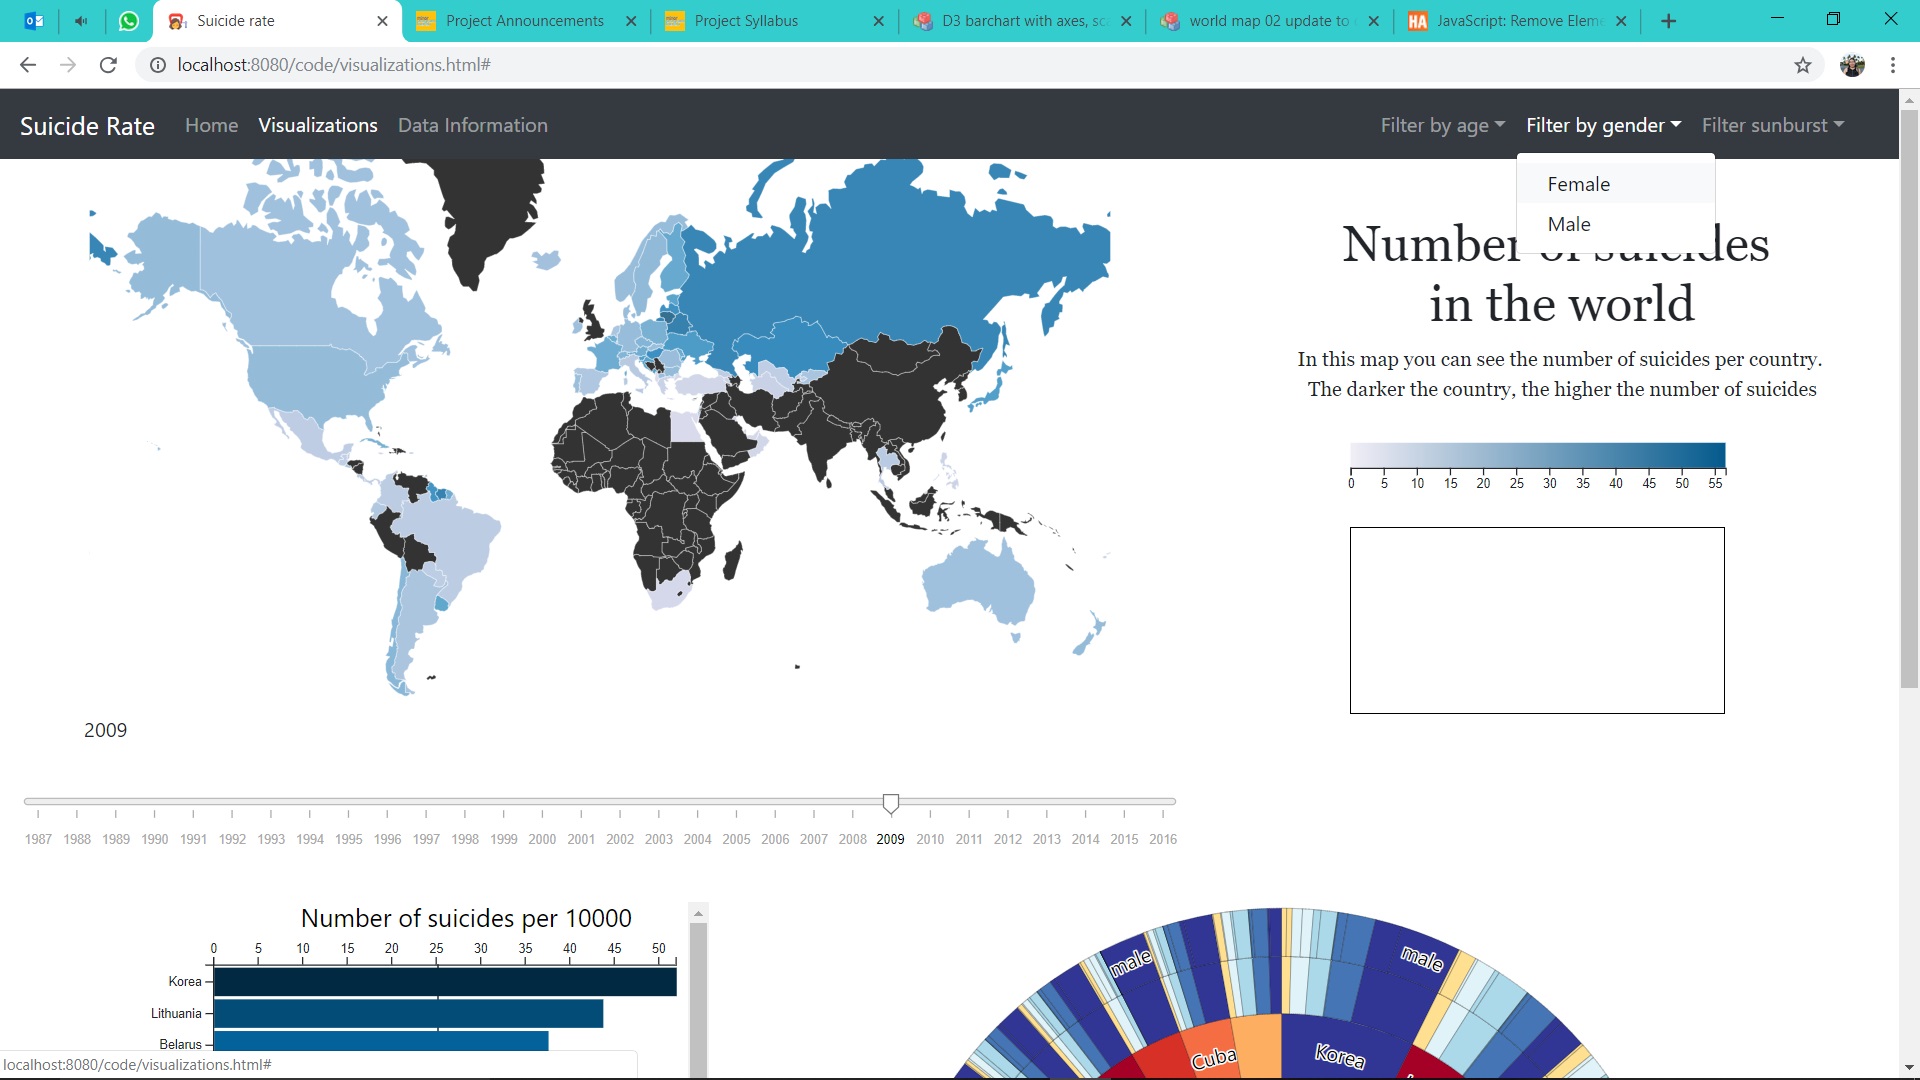 Suicide rate
Project Announcements
Project Syllabus
D3 barchart with axes, sc
world map 02 update to
HA JavaScript: Remove Elem
localhost:8080/code/visualizations.html#
Suicide Rate
Home
Visualizations
Data Information
Filter by age
Filter by gender
Filter sunburst
Female
Male
Number of suicides
in the world
In this map you can see the number of suicides per country.
The darker the country, the higher the number of suicides
0 5 10 15 20 25 30 35 40 45 50 55
2009
1987 1988 1989 1990 1991 1992 1993 1994 1995 1996 1997 1998 1999 2000 2001 2002 2003 2004 2005 2006 2007 2008 2009 2010 2011 2012 2013 2014 2015 2016
Number of suicides per 10000
0 5 10 15 20 25 30 35 40 45 50
Korea
Lithuania
Belarus
male
male
Cuba
Korea
localhost:8080/code/visualizations.html#